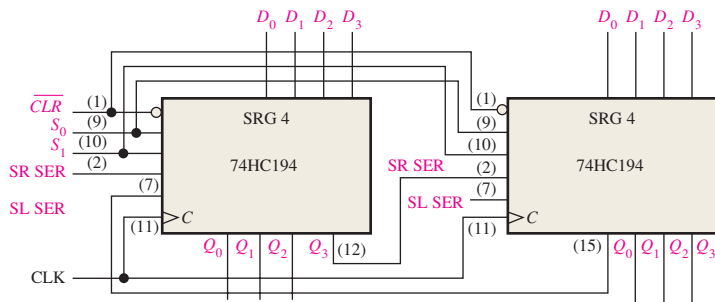 D0 D1 D2 D3
D0 D1 D2 D3
CLR (1)
SRG 4
(1)
SRG 4
S0 (9)
(9)
S1 (10)
(10)
SR SER (2)
74HC194
SR SER (2)
74HC194
(7)
(7)
SL SER
SL SER
(11) C
(11) C
Q0 Q1 Q2 Q3 (12)
(15) Q0 Q1 Q2 Q3
CLK